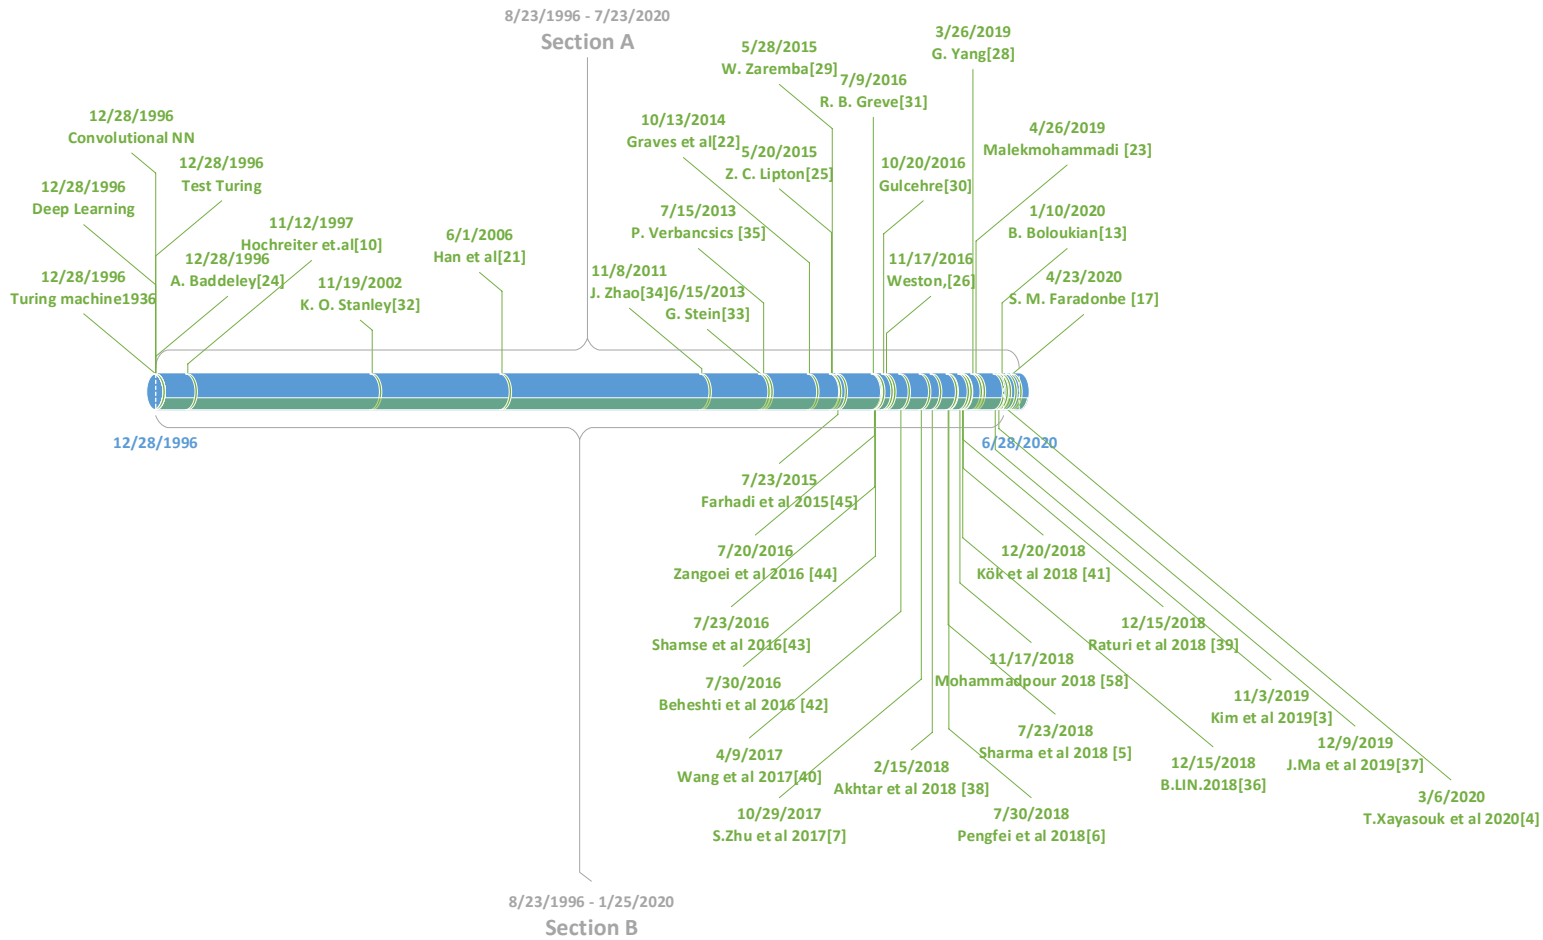 8/23/1996 - 7/23/2020
Section A
3/26/2019
G. Yang[28]
5/28/2015
W. Zaremba[29]
7/9/2016
R. B. Greve[31]
12/28/1996
Convolutional NN
10/13/2014
Graves et al[22]
4/26/2019
Malekmohammadi [23]
12/28/1996
Test Turing
5/20/2015
Z. C. Lipton[25]
10/20/2016
Gulcehre[30]
12/28/1996
Deep Learning
11/12/1997
Hochreiter et.al[10]
6/1/2006
Han et al[21]
7/15/2013
P. Verbancsics [35]
1/10/2020
B. Boloukian[13]
12/28/1996
Turing machine1936
12/28/1996
A. Baddeley[24]
11/19/2002
K. O. Stanley[32]
11/8/2011
J. Zhao[34]
6/15/2013
G. Stein[33]
11/17/2016
Weston,[26]
4/23/2020
S. M. Faradonbe [17]
12/28/1996
6/28/2020
7/23/2015
Farhadi et al 2015[45]
7/20/2016
Zangoei et al 2016 [44]
12/20/2018
Kök et al 2018 [41]
7/23/2016
Shamse et al 2016[43]
12/15/2018
Raturi et al 2018 [39]
7/30/2016
Beheshti et al 2016 [42]
11/17/2018
Mohammadpour 2018 [58]
11/3/2019
Kim et al 2019[3]
4/9/2017
Wang et al 2017[40]
7/23/2018
Sharma et al 2018 [5]
12/9/2019
J.Ma et al 2019[37]
2/15/2018
Akhtar et al 2018 [38]
12/15/2018
B.LIN.2018[36]
10/29/2017
S.Zhu et al 2017[7]
7/30/2018
Pengfei et al 2018[6]
3/6/2020
T.Xayasouk et al 2020[4]
8/23/1996 - 1/25/2020
Section B